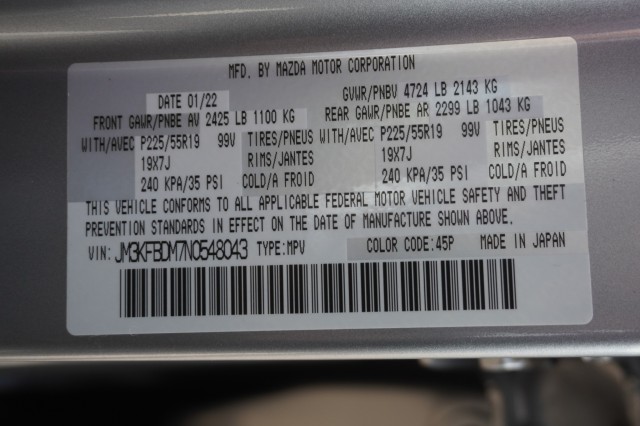 MFD. BY MAZDA MOTOR CORPORATION
DATE 01/22 GVWR/PNBV 4724 LB 2143 KG
FRONT GAWR/PNBE AV 2425 LB 1100 KG REAR GAWR/PNBE AR 2299 LB 1043 KG
WITH/AVEC P225/55R19 99V TIRES/PNEUS WITH/AVEC P225/55R19 99V TIRES/PNEUS
19X7J RIMS/JANTES 19X7J RIMS/JANTES
240 KPA/35 PSI COLD/A FROID 240 KPA/35 PSI COLD/A FROID
THIS VEHICLE CONFORMS TO ALL APPLICABLE FEDERAL MOTOR VEHICLE SAFETY AND THEFT
PREVENTION STANDARDS IN EFFECT ON THE DATE OF MANUFACTURE SHOWN ABOVE.
VIN: JM3KFBDM7N0548043 TYPE:MPV COLOR CODE:45P MADE IN JAPAN